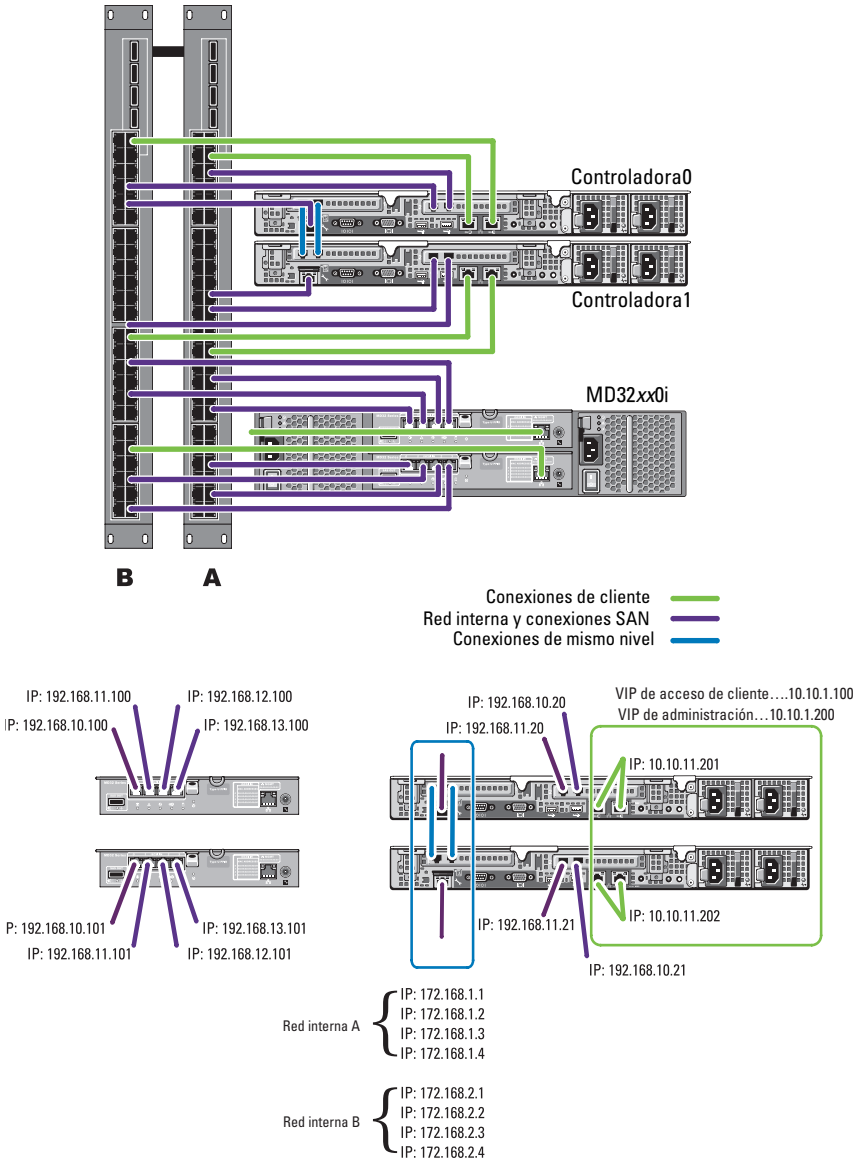 Controladora0
Controladora1
MD32xx0i
B
A
Conexiones de cliente
Red interna y conexiones SAN
Conexiones de mismo nivel
IP: 192.168.11.100
IP: 192.168.12.100
IP: 192.168.10.100
IP: 192.168.13.100
P: 192.168.10.101
IP: 192.168.13.101
IP: 192.168.11.101
IP: 192.168.12.101
IP: 192.168.10.20
IP: 192.168.11.20
VIP de acceso de cliente....10.10.1.100
VIP de administración...10.10.1.200
IP: 10.10.11.201
IP: 192.168.11.21
IP: 10.10.11.202
IP: 192.168.10.21
Red interna A
IP: 172.168.1.1
IP: 172.168.1.2
IP: 172.168.1.3
IP: 172.168.1.4
Red interna B
IP: 172.168.2.1
IP: 172.168.2.2
IP: 172.168.2.3
IP: 172.168.2.4